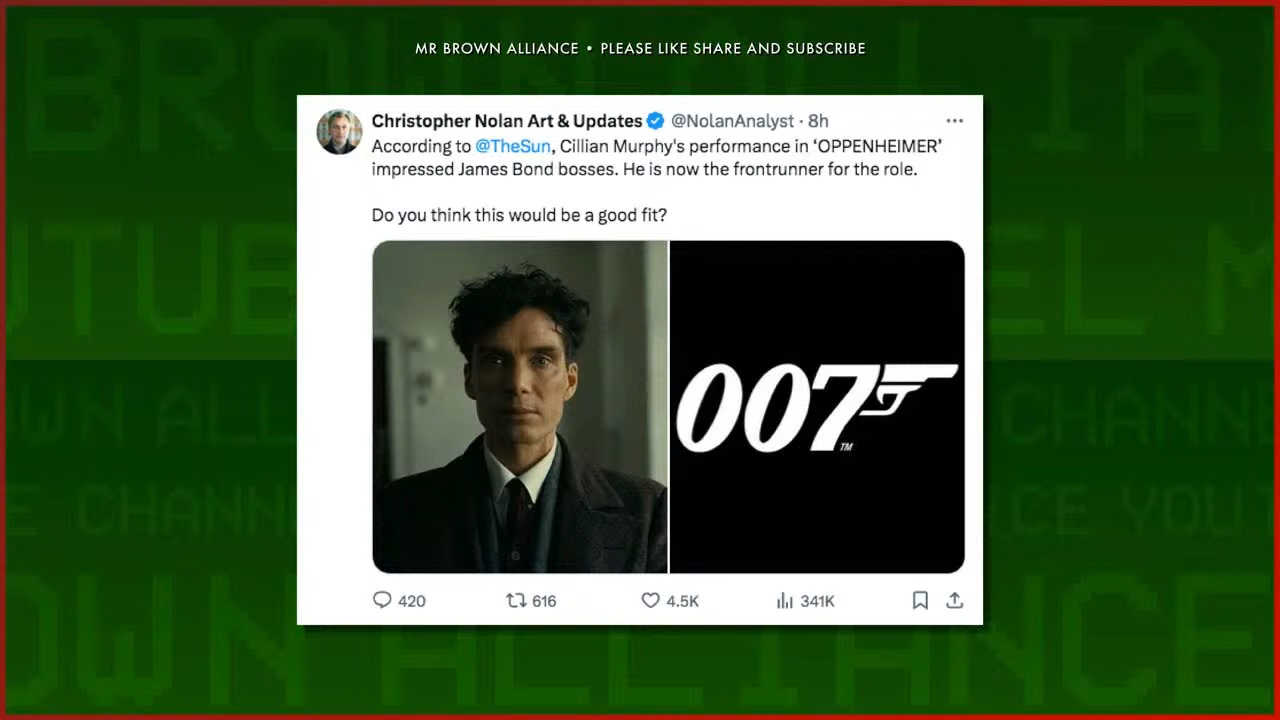 MR BROWN ALLIANCE • PLEASE LIKE SHARE AND SUBSCRIBE
Christopher Nolan Art & Updates @NolanAnalyst · 8h
According to @TheSun, Cillian Murphy's performance in ‘OPPENHEIMER’
impressed James Bond bosses. He is now the frontrunner for the role.
Do you think this would be a good fit?
007
TM
420 616 4.5K 341K